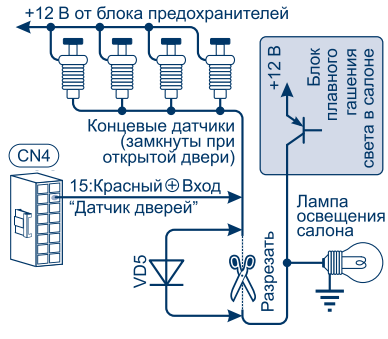 +12 В от блока предохранителей
+12 В
Блок
плавного
гашения
света в салоне
Концевые датчики
(замкнуты при
открытой двери)
CN4
15:Красный ⊕ Вход
“Датчик дверей”
Лампа
освещения
салона
VD5
Разрезать